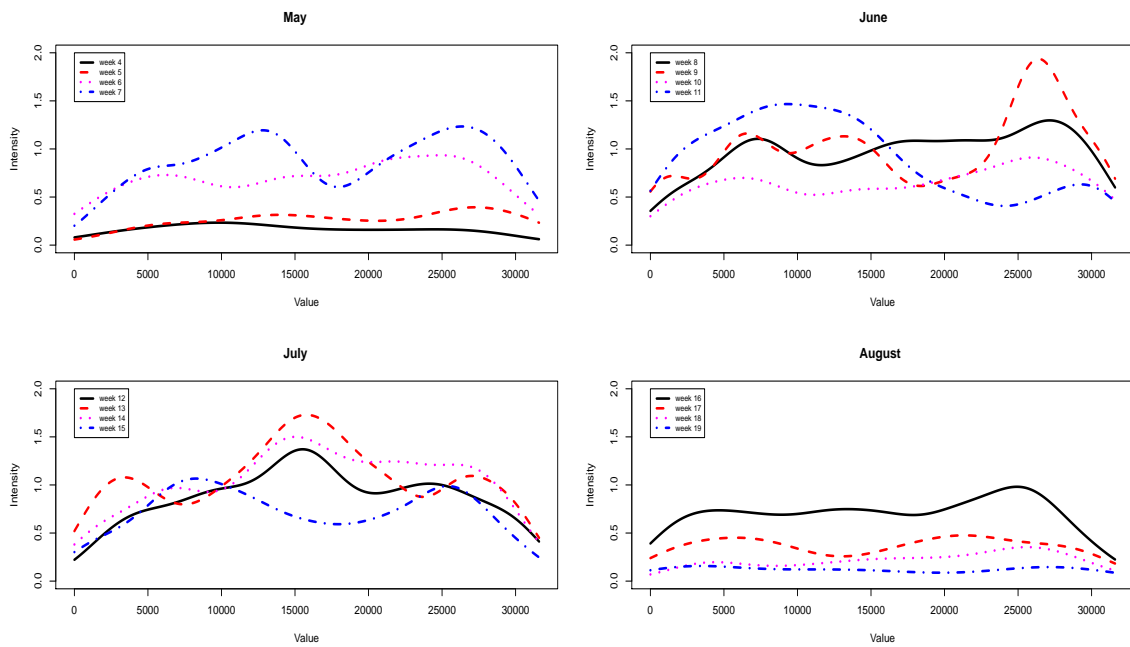 May
week 4
week 5
week 6
week 7
Intensity
0.0 0.5 1.0 1.5 2.0
0 5000 10000 15000 20000 25000 30000
Value
June
week 8
week 9
week 10
week 11
Intensity
0.0 0.5 1.0 1.5 2.0
0 5000 10000 15000 20000 25000 30000
Value
July
week 12
week 13
week 14
week 15
Intensity
0.0 0.5 1.0 1.5 2.0
0 5000 10000 15000 20000 25000 30000
Value
August
week 16
week 17
week 18
week 19
Intensity
0.0 0.5 1.0 1.5 2.0
0 5000 10000 15000 20000 25000 30000
Value